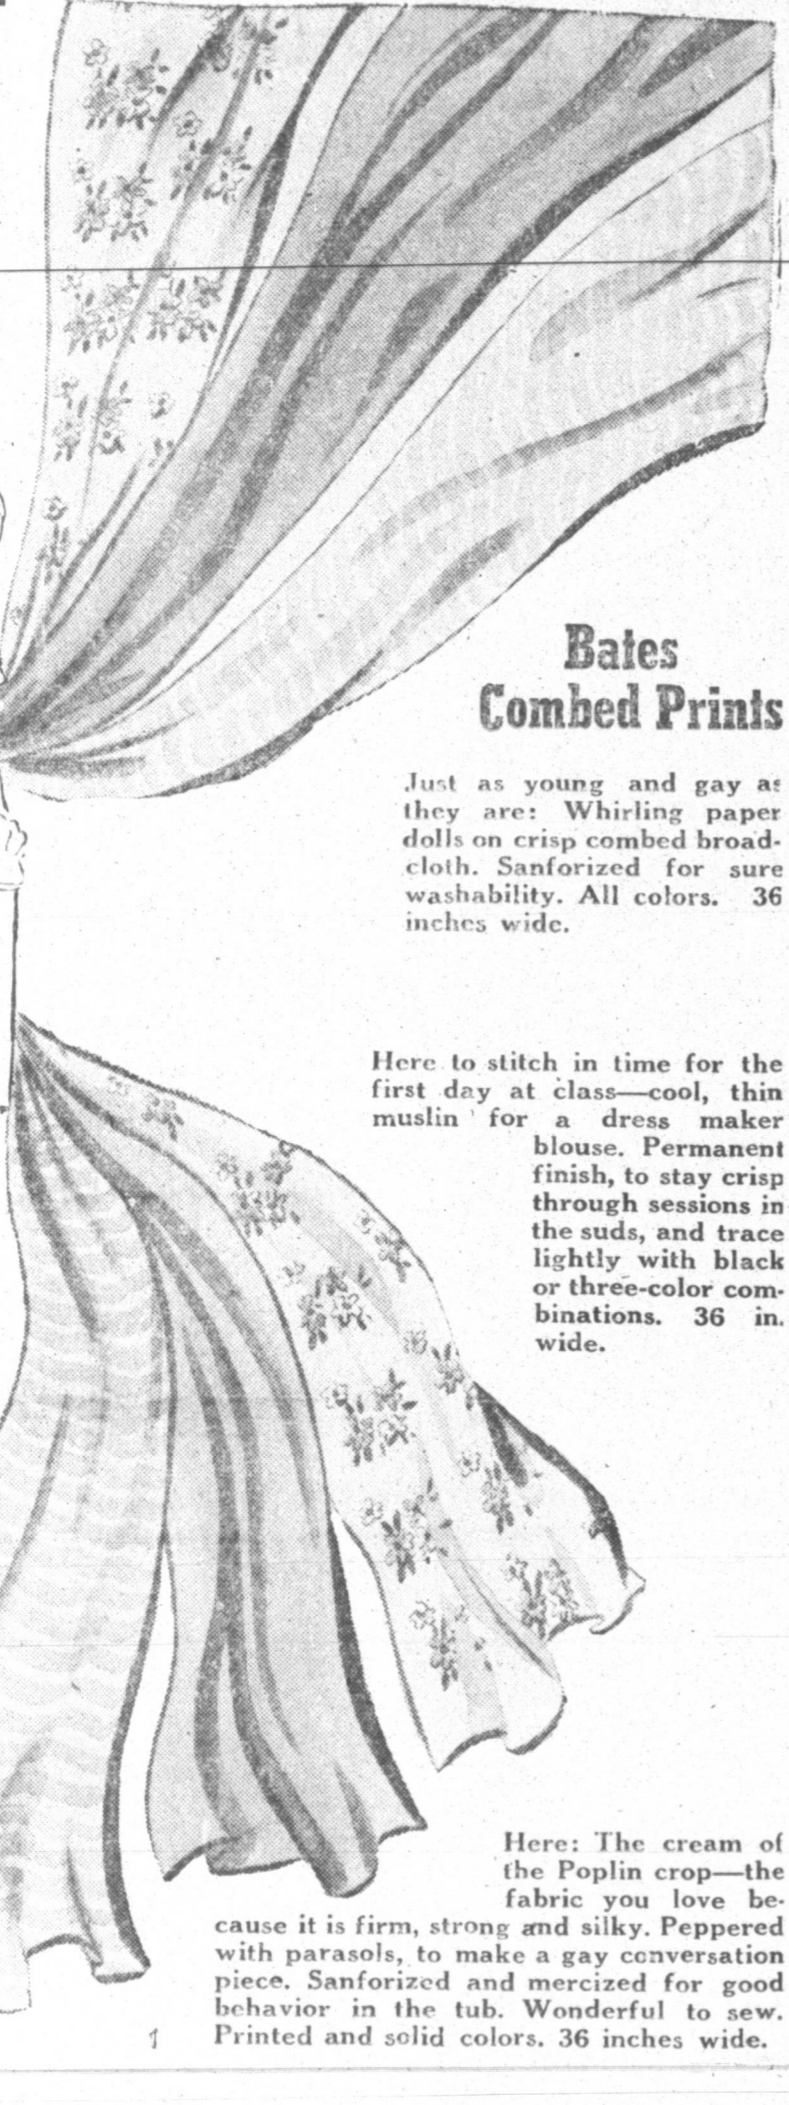 Bates
Combed Prints
Just as young and gay as
they are: Whirling paper
dolls on crisp combed broad-
cloth. Sanforized for sure
washability. All colors. 36
inches wide.
Here to stitch in time for the
first day at class—cool, thin
muslin for a dress maker
blouse. Permanent
finish, to stay crisp
through sessions in
the suds, and trace
lightly with black
or three-color com-
binations. 36 in.
wide.
Here: The cream of
the Poplin crop—the
fabric you love be-
cause it is firm, strong and silky. Peppered
with parasols, to make a gay conversation
piece. Sanforized and mercized for good
behavior in the tub. Wonderful to sew.
Printed and solid colors. 36 inches wide.